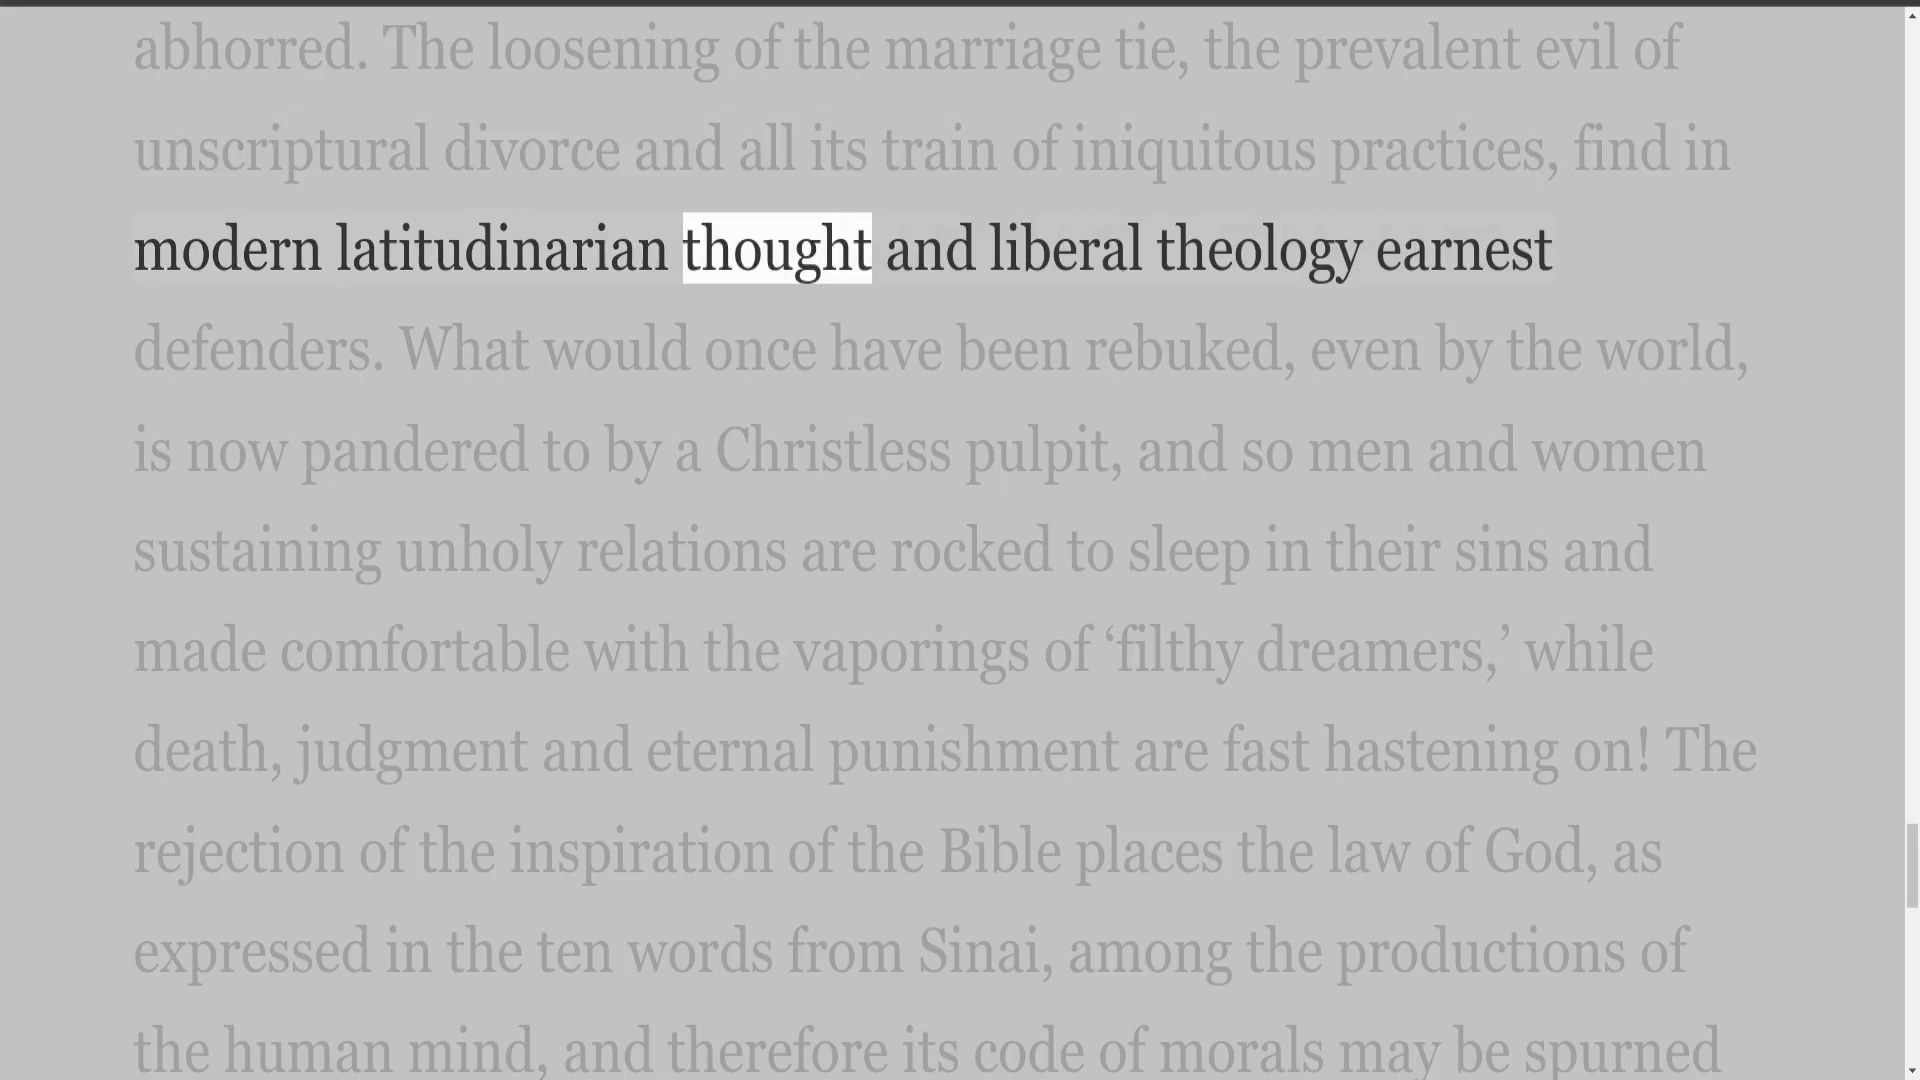 abhorred. The loosening of the marriage tie, the prevalent evil of
unscriptural divorce and all its train of iniquitous practices, find in
modern latitudinarian thought and liberal theology earnest
defenders. What would once have been rebuked, even by the world,
is now pandered to by a Christless pulpit, and so men and women
sustaining unholy relations are rocked to sleep in their sins and
made comfortable with the vaporings of ‘filthy dreamers,’ while
death, judgment and eternal punishment are fast hastening on! The
rejection of the inspiration of the Bible places the law of God, as
expressed in the ten words from Sinai, among the productions of
the human mind, and therefore its code of morals may be spurned